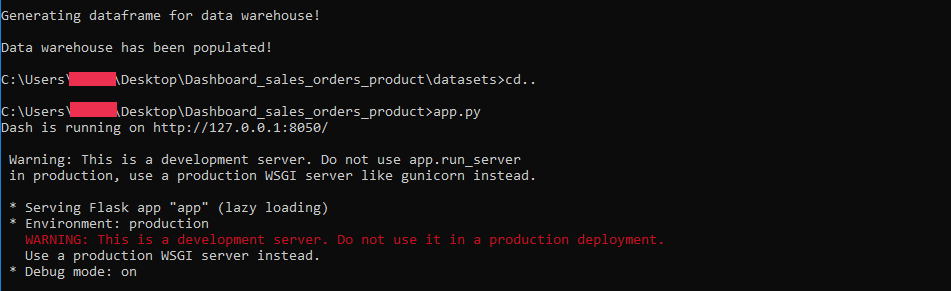 Generating dataframe for data warehouse!
Data warehouse has been populated!
C:\Users\ \Desktop\Dashboard_sales_orders_product\datasets>cd..
C:\Users\ \Desktop\Dashboard_sales_orders_product>app.py
Dash is running on http://127.0.0.1:8050/
Warning: This is a development server. Do not use app.run_server
in production, use a production WSGI server like gunicorn instead.
* Serving Flask app "app" (lazy loading)
* Environment: production
WARNING: This is a development server. Do not use it in a production deployment.
Use a production WSGI server instead.
* Debug mode: on